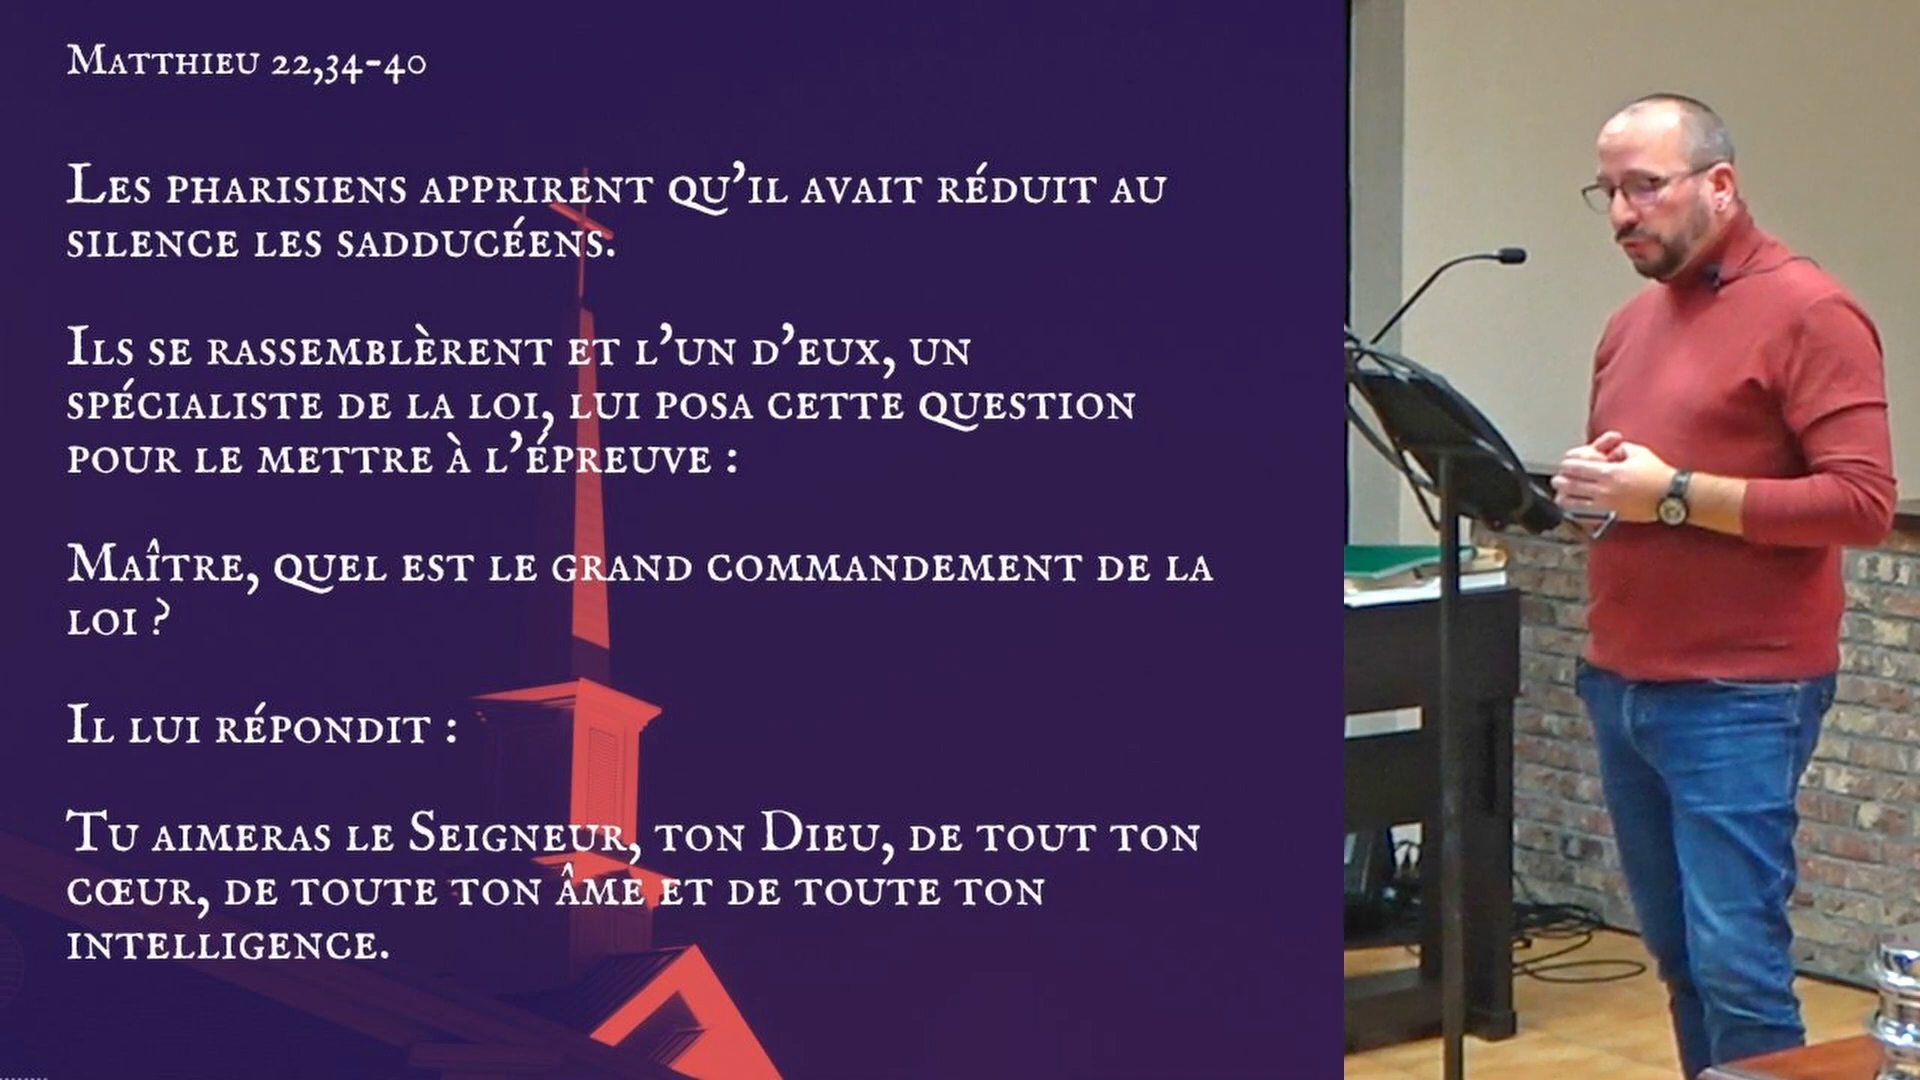 Matthieu 22,34-40
Les pharisiens apprirent qu'il avait réduit au
silence les sadducéens.
Ils se rassemblèrent et l'un d'eux, un
spécialiste de la loi, lui posa cette question
pour le mettre à l'épreuve :
Maître, quel est le grand commandement de la
loi ?
Il lui répondit :
Tu aimeras le Seigneur, ton Dieu, de tout ton
cœur, de toute ton âme et de toute ton
intelligence.